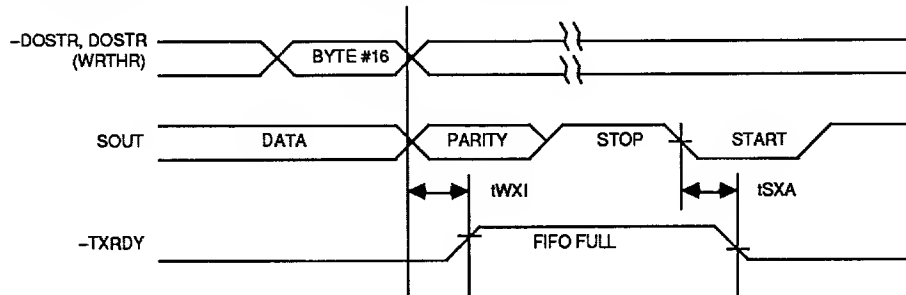 –DOSTR, DOSTR
(WRTHR)
BYTE #16
SOUT
DATA
PARITY
STOP
START
tWXI
tSXA
–TXRDY
FIFO FULL